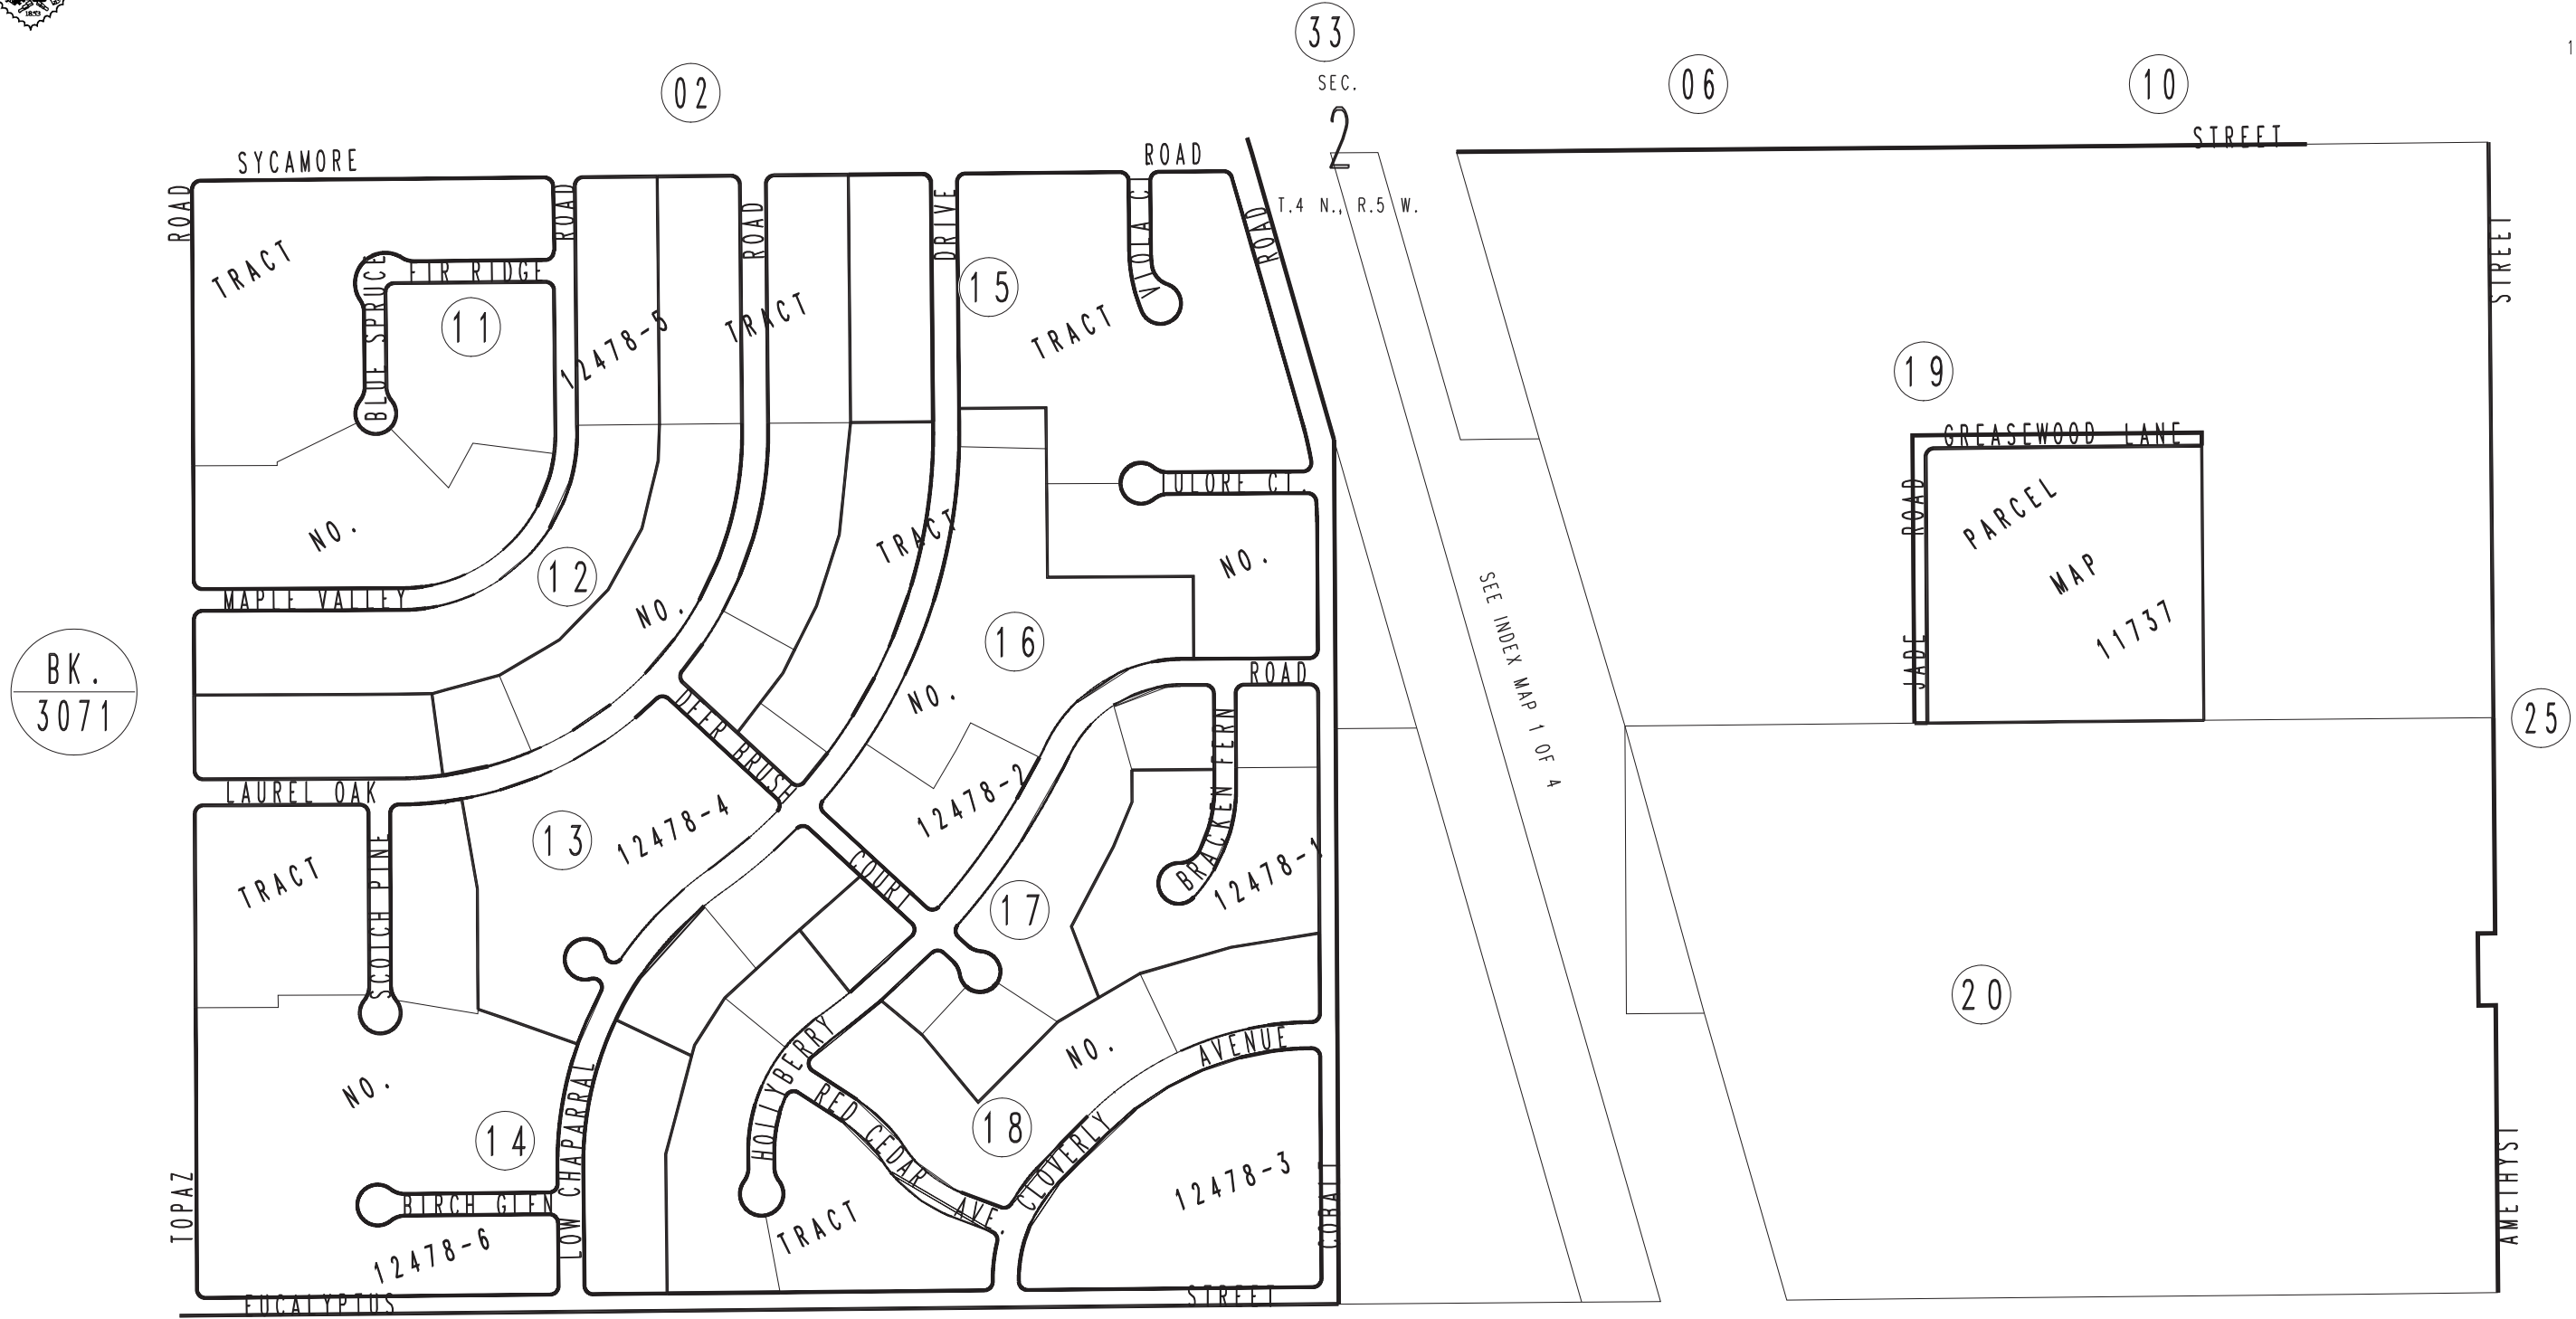 1853
33
SEC.
2
T.4 N., R.5 W.
02
06
10
1
SYCAMORE ROAD
STREET
ROAD
ROAD
ROAD
DRIVE
VIOLA CT
ROAD
STREET
TRACT
FIR RIDGE
BLUE SPRUCE
11
12478-5
TRACT
15
TRACT
19
GREASEWOOD LANE
NO.
TRACT
NO.
ROAD
JADE
PARCEL
MAP
11737
12
MAPLE VALLEY
NO.
16
SEE INDEX MAP 1 OF 4
BK.
3071
NO.
ROAD
25
DEER BRUSH
COURT
LAUREL OAK
13
12478-4
12478-2
BRACKEN FERN
12478-1
TRACT
SCOTCH PINE
17
20
NO.
HOLLYBERRY
NO.
CLOVERLY AVENUE
14
LOW CHAPARRAL
RED CEDAR AVE.
18
12478-3
COBALT
AMETHYST
TOPAZ
BIRCH GLEN
12478-6
TRACT
EUCALYPTUS STREET